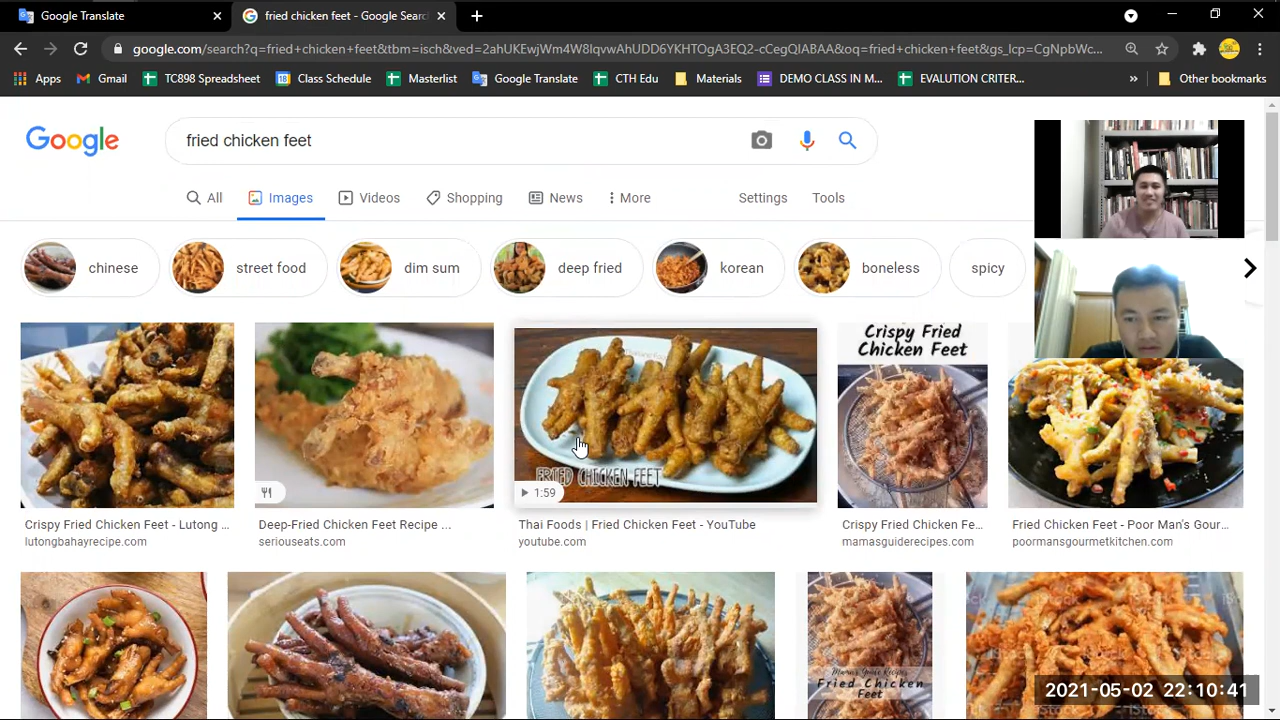 Google Translate
fried chicken feet - Google Searc
google.com/search?q=fried+chicken+feet&tbm=isch&ved=2ahUKEwjWm4W8IqvwAhUDD6YKHTOgA3EQ2-cCegQIABAA&oq=fried+chicken+feet&gs_lcp=CgNpbWc...
Apps
Gmail
TC898 Spreadsheet
18
Class Schedule
Masterlist
Google Translate
CTH Edu
Materials
DEMO CLASS IN M...
EVALUTION CRITER...
»
Other bookmarks
Google
fried chicken feet
All
Images
Videos
Shopping
News
More
Settings
Tools
chinese
street food
dim sum
deep fried
korean
boneless
spicy
FRIED CHICKEN FEET
1:59
Crispy Fried
Chicken Feet
Crispy Fried Chicken Feet - Lutong ...
lutongbahayrecipe.com
Deep-Fried Chicken Feet Recipe ...
seriouseats.com
Thai Foods | Fried Chicken Feet - YouTube
youtube.com
Crispy Fried Chicken Fe...
mamasguiderecipes.com
Fried Chicken Feet - Poor Man's Gour...
poormansgourmetkitchen.com
Mama's Guide Recipes
Fried Chicken
Feet
iStock
2021-05-02 22:10:41